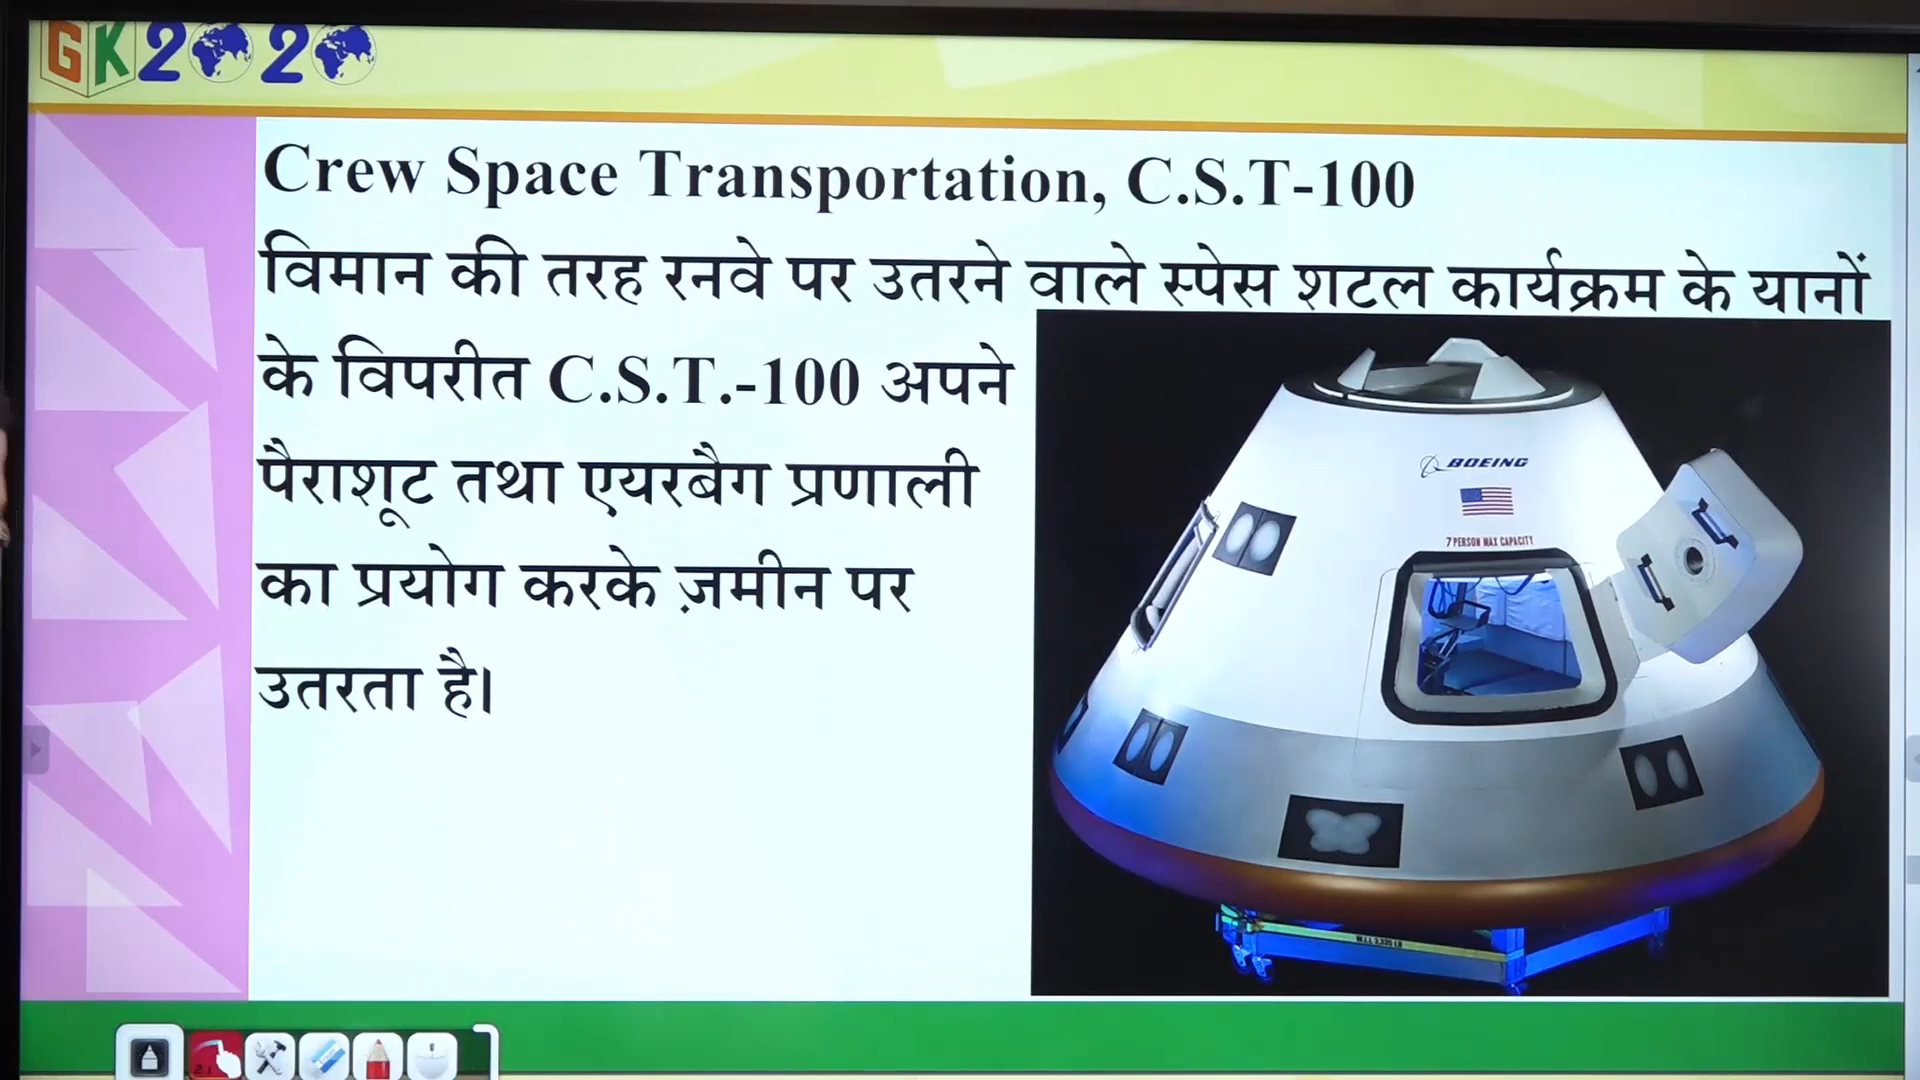 GK2020
Crew Space Transportation, C.S.T-100
विमान की तरह रनवे पर उतरने वाले स्पेस शटल कार्यक्रम के यानों
के विपरीत C.S.T.-100 अपने
पैराशूट तथा एयरबैग प्रणाली
का प्रयोग करके ज़मीन पर
उतरता है।
BOEING
7 PERSON MAX CAPACITY